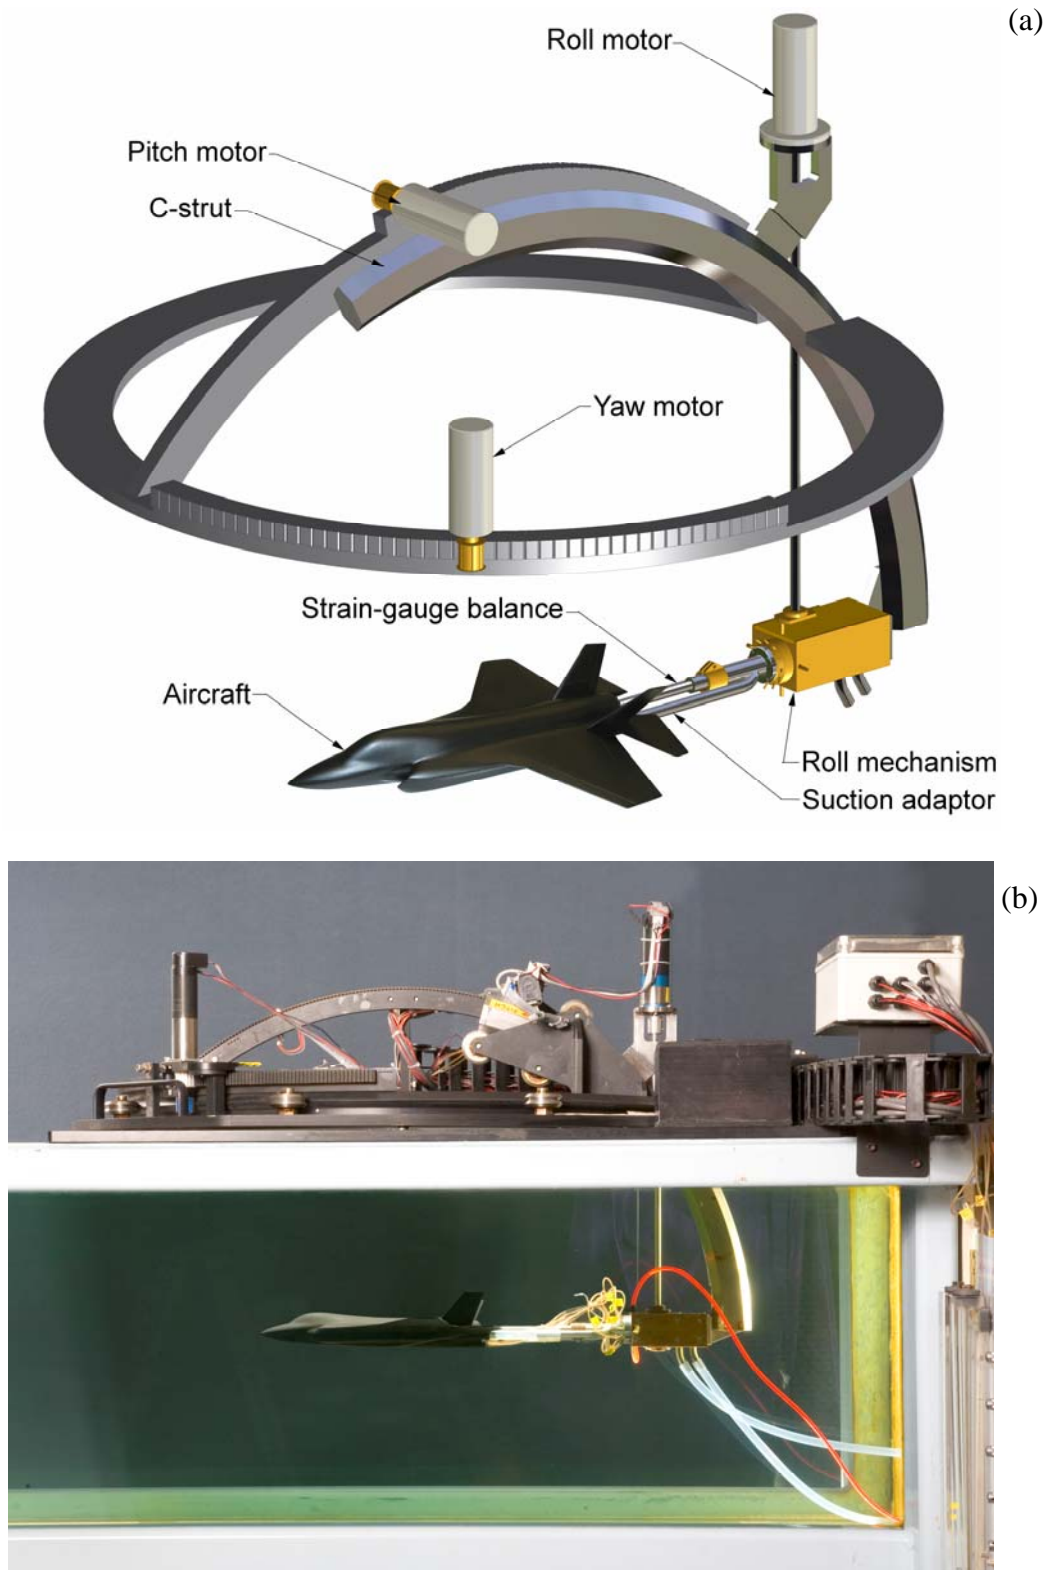 (a)
Roll motor
Pitch motor
C-strut
Yaw motor
Strain-gauge balance
Aircraft
Roll mechanism
Suction adaptor
(b)